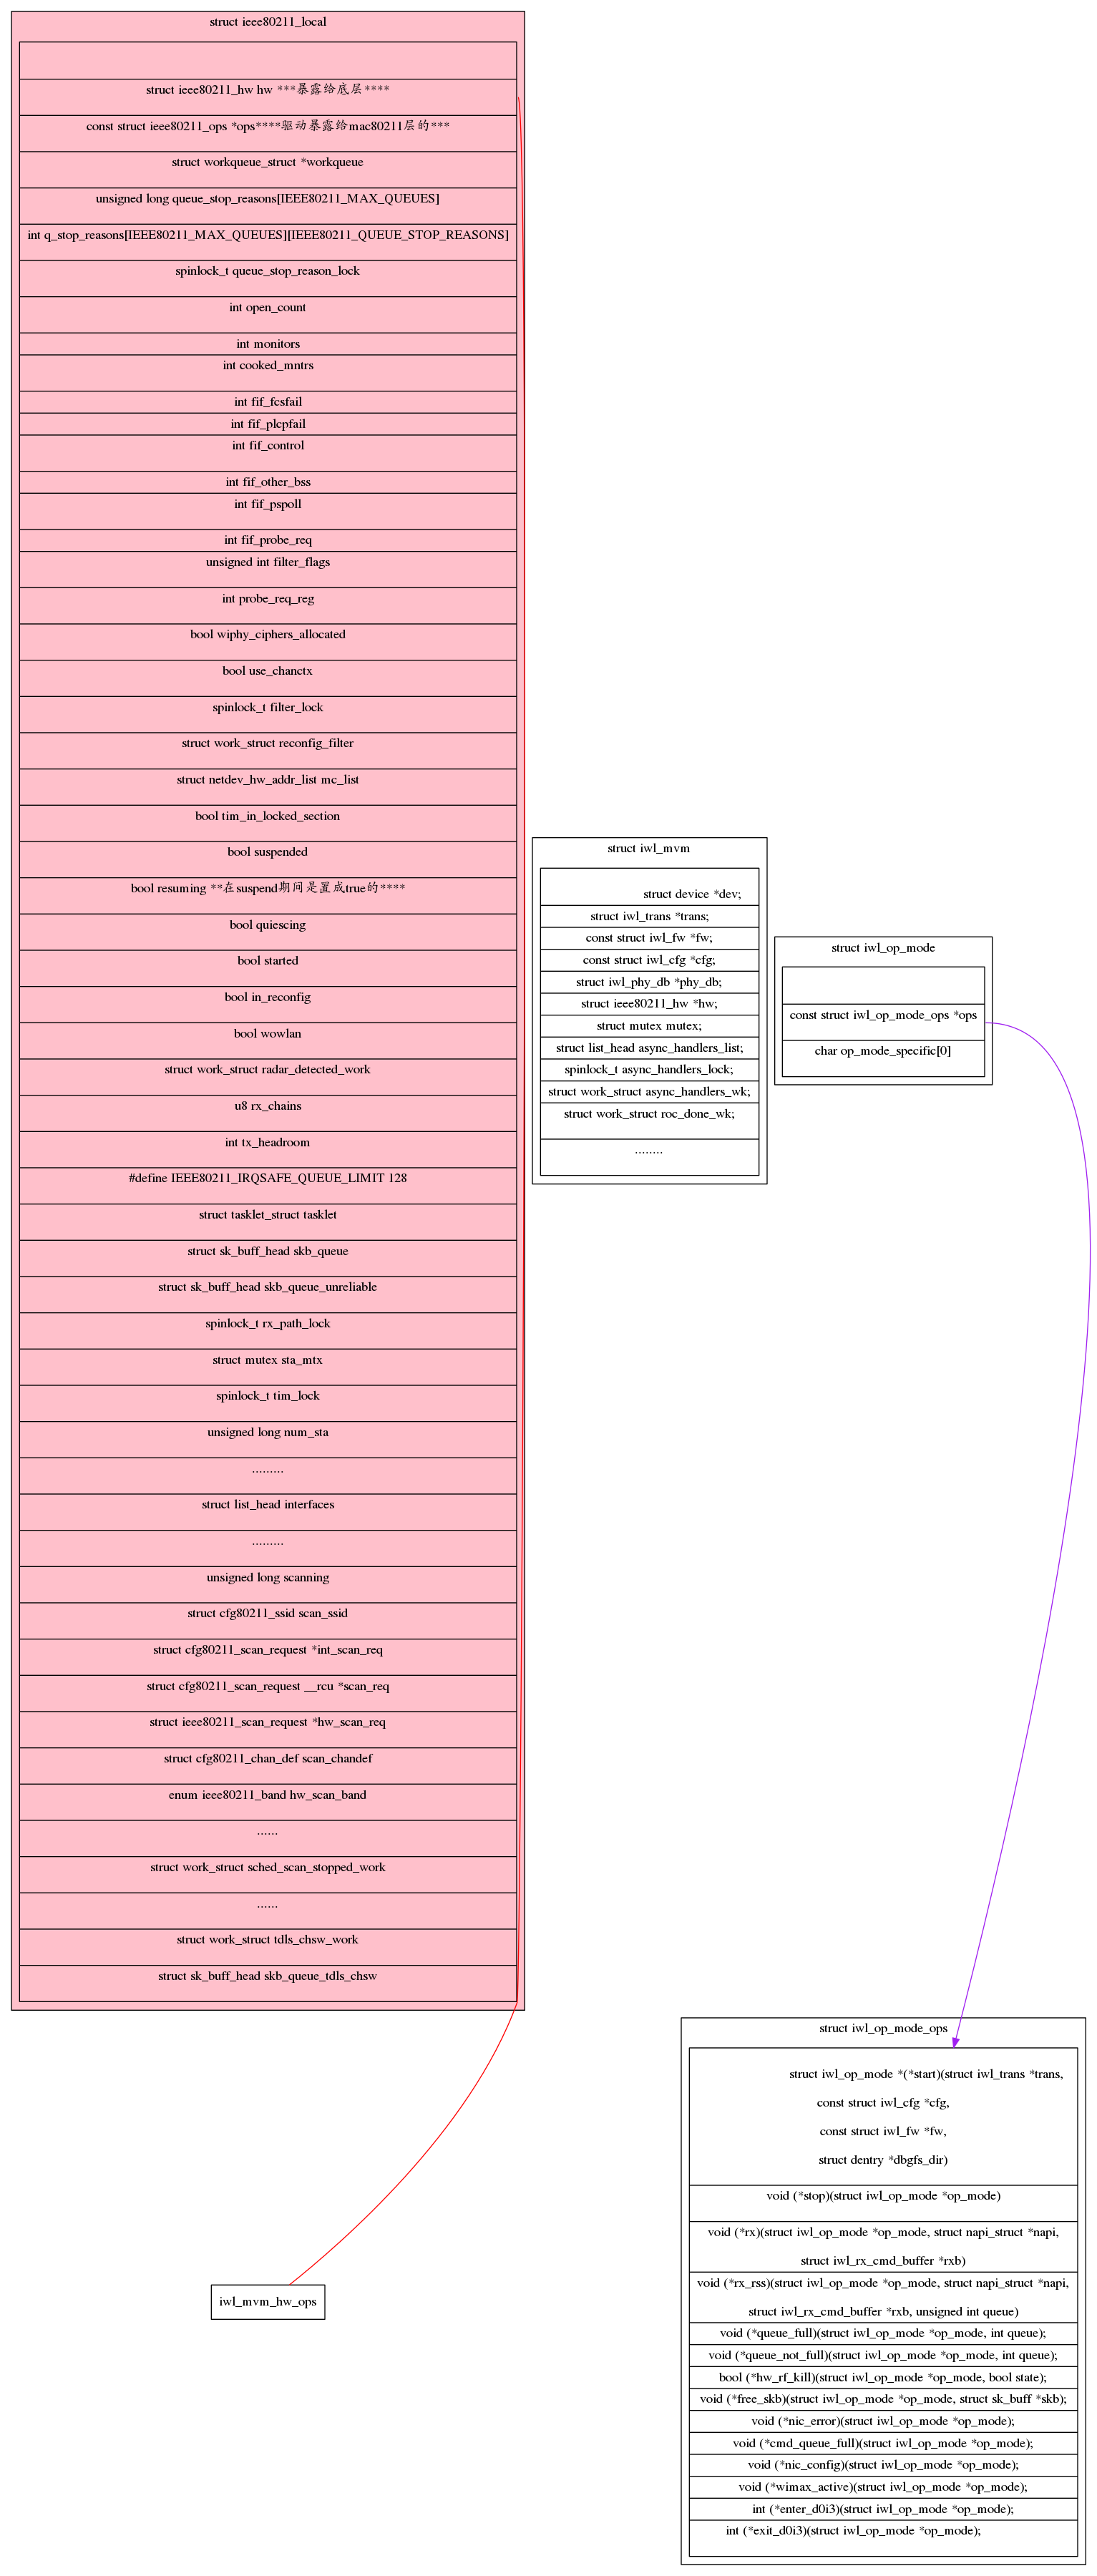 struct ieee80211_local
struct ieee80211_hw hw ***暴露给底层****
const struct ieee80211_ops *ops****驱动暴露给mac80211层的***
struct workqueue_struct *workqueue
unsigned long queue_stop_reasons[IEEE80211_MAX_QUEUES]
int q_stop_reasons[IEEE80211_MAX_QUEUES][IEEE80211_QUEUE_STOP_REASONS]
spinlock_t queue_stop_reason_lock
int open_count
int monitors
int cooked_mntrs
int fif_fcsfail
int fif_plcpfail
int fif_control
int fif_other_bss
int fif_pspoll
int fif_probe_req
unsigned int filter_flags
int probe_req_reg
bool wiphy_ciphers_allocated
bool use_chanctx
spinlock_t filter_lock
struct work_struct reconfig_filter
struct netdev_hw_addr_list mc_list
bool tim_in_locked_section
bool suspended
bool resuming **在suspend期间是置成true的****
bool quiescing
bool started
bool in_reconfig
bool wowlan
struct work_struct radar_detected_work
u8 rx_chains
int tx_headroom
#define IEEE80211_IRQSAFE_QUEUE_LIMIT 128
struct tasklet_struct tasklet
struct sk_buff_head skb_queue
struct sk_buff_head skb_queue_unreliable
spinlock_t rx_path_lock
struct mutex sta_mtx
spinlock_t tim_lock
unsigned long num_sta
.........
struct list_head interfaces
.........
unsigned long scanning
struct cfg80211_ssid scan_ssid
struct cfg80211_scan_request *int_scan_req
struct cfg80211_scan_request __rcu *scan_req
struct ieee80211_scan_request *hw_scan_req
struct cfg80211_chan_def scan_chandef
enum ieee80211_band hw_scan_band
......
struct work_struct sched_scan_stopped_work
......
struct work_struct tdls_chsw_work
struct sk_buff_head skb_queue_tdls_chsw
struct iwl_mvm
struct device *dev;
struct iwl_trans *trans;
const struct iwl_fw *fw;
const struct iwl_cfg *cfg;
struct iwl_phy_db *phy_db;
struct ieee80211_hw *hw;
struct mutex mutex;
struct list_head async_handlers_list;
spinlock_t async_handlers_lock;
struct work_struct async_handlers_wk;
struct work_struct roc_done_wk;
........
struct iwl_op_mode
const struct iwl_op_mode_ops *ops
char op_mode_specific[0]
struct iwl_op_mode_ops
struct iwl_op_mode *(*start)(struct iwl_trans *trans,
const struct iwl_cfg *cfg,
const struct iwl_fw *fw,
struct dentry *dbgfs_dir)
void (*stop)(struct iwl_op_mode *op_mode)
void (*rx)(struct iwl_op_mode *op_mode, struct napi_struct *napi,
struct iwl_rx_cmd_buffer *rxb)
void (*rx_rss)(struct iwl_op_mode *op_mode, struct napi_struct *napi,
struct iwl_rx_cmd_buffer *rxb, unsigned int queue)
void (*queue_full)(struct iwl_op_mode *op_mode, int queue);
void (*queue_not_full)(struct iwl_op_mode *op_mode, int queue);
bool (*hw_rf_kill)(struct iwl_op_mode *op_mode, bool state);
void (*free_skb)(struct iwl_op_mode *op_mode, struct sk_buff *skb);
void (*nic_error)(struct iwl_op_mode *op_mode);
void (*cmd_queue_full)(struct iwl_op_mode *op_mode);
void (*nic_config)(struct iwl_op_mode *op_mode);
void (*wimax_active)(struct iwl_op_mode *op_mode);
int (*enter_d0i3)(struct iwl_op_mode *op_mode);
int (*exit_d0i3)(struct iwl_op_mode *op_mode);
iwl_mvm_hw_ops